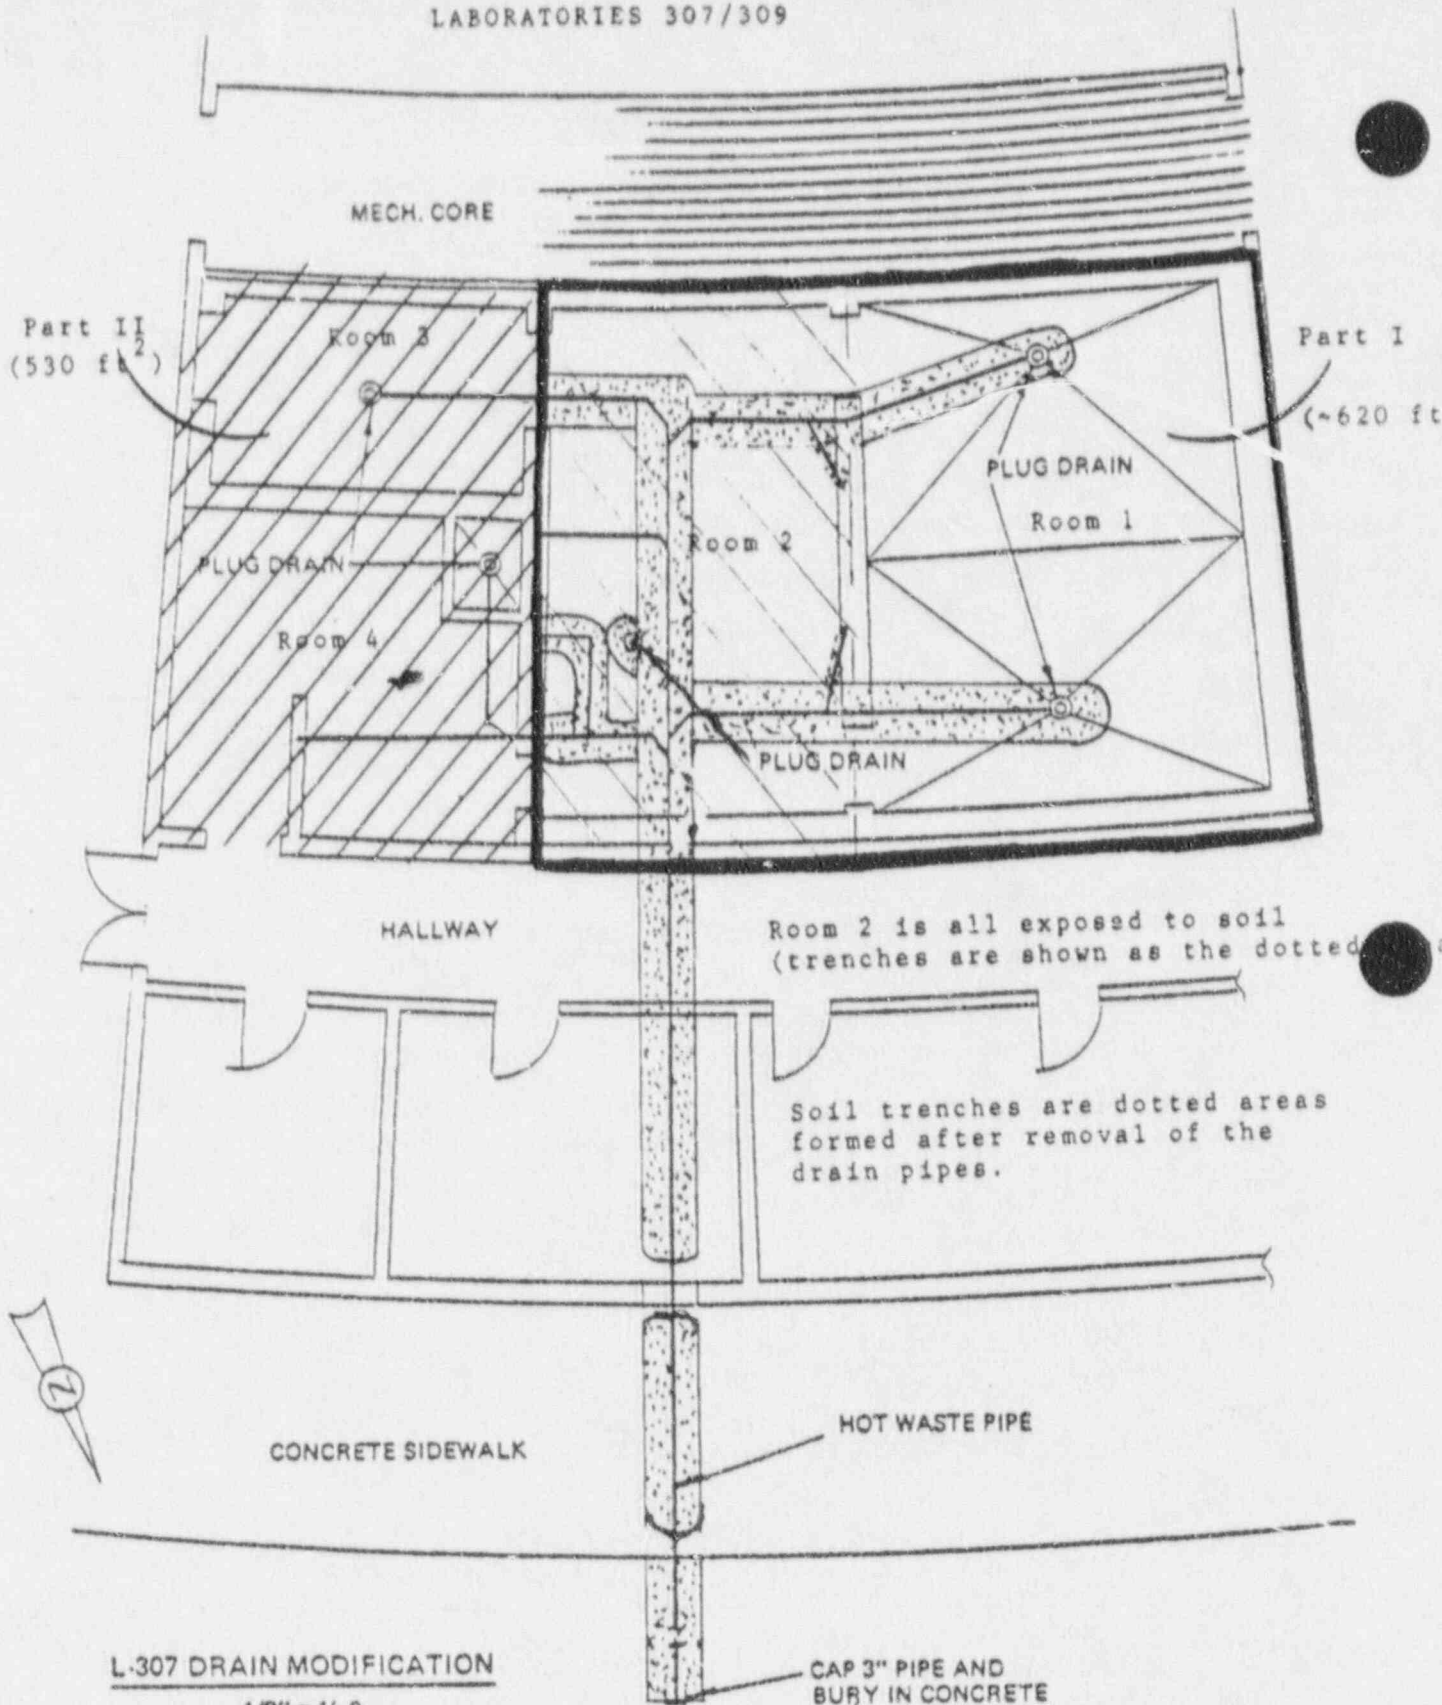 LABORATORIES 307/309
MECH. CORE
Part II
(530 ft²)
Room 3
Part I
(~620 ft
PLUG DRAIN
Room 1
Room 2
PLUG DRAIN
Room 4
PLUG DRAIN
HALLWAY
Room 2 is all exposed to soil
(trenches are shown as the dotted
Soil trenches are dotted areas
formed after removal of the
drain pipes.
Z
HOT WASTE PIPE
CONCRETE SIDEWALK
L-307 DRAIN MODIFICATION
CAP 3" PIPE AND
BURY IN CONCRETE